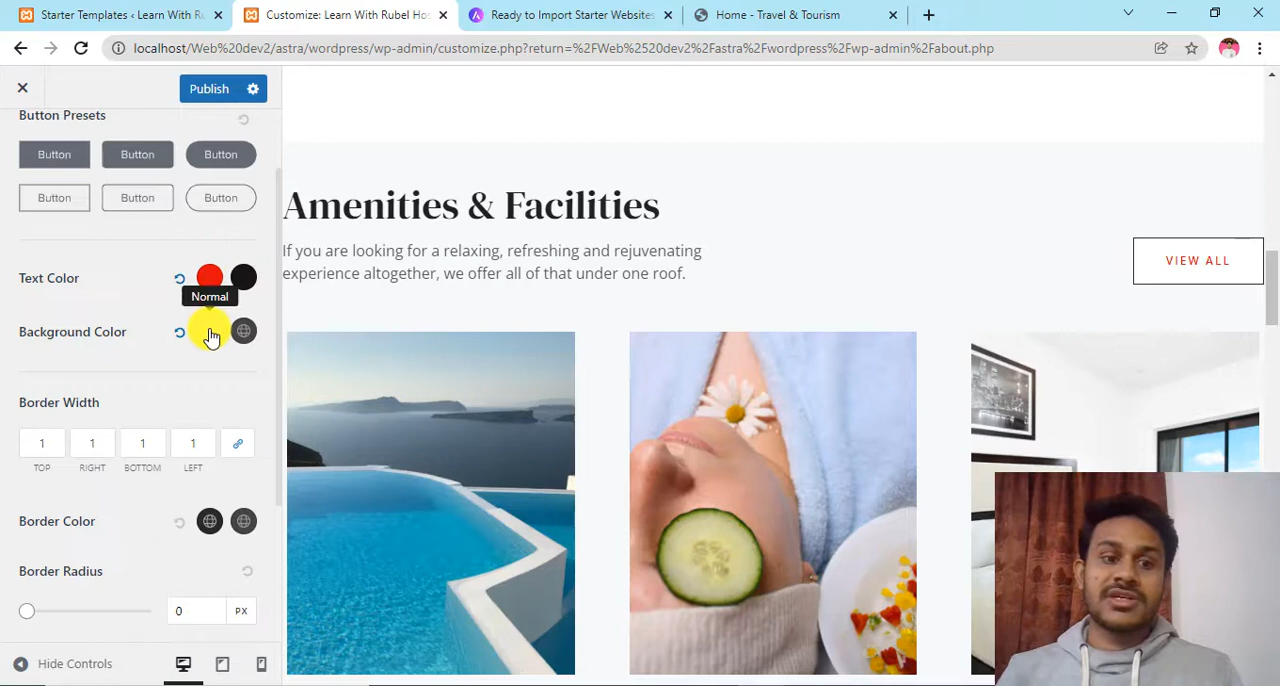 Starter Templates ‹ Learn With Ru
Customize: Learn With Rubel Hos
Ready to Import Starter Websites
Home - Travel & Tourism
localhost/Web%20dev2/astra/wordpress/wp-admin/customize.php?return=%2FWeb%2520dev2%2Fastra%2Fwordpress%2Fwp-admin%2Fabout.php
Publish
Button Presets
Button Button Button
Button Button Button
Text Color
Normal
Background Color
Border Width
1 1 1 1
TOP RIGHT BOTTOM LEFT
Border Color
Border Radius
0 PX
Hide Controls
Amenities & Facilities
If you are looking for a relaxing, refreshing and rejuvenating
experience altogether, we offer all of that under one roof.
VIEW ALL